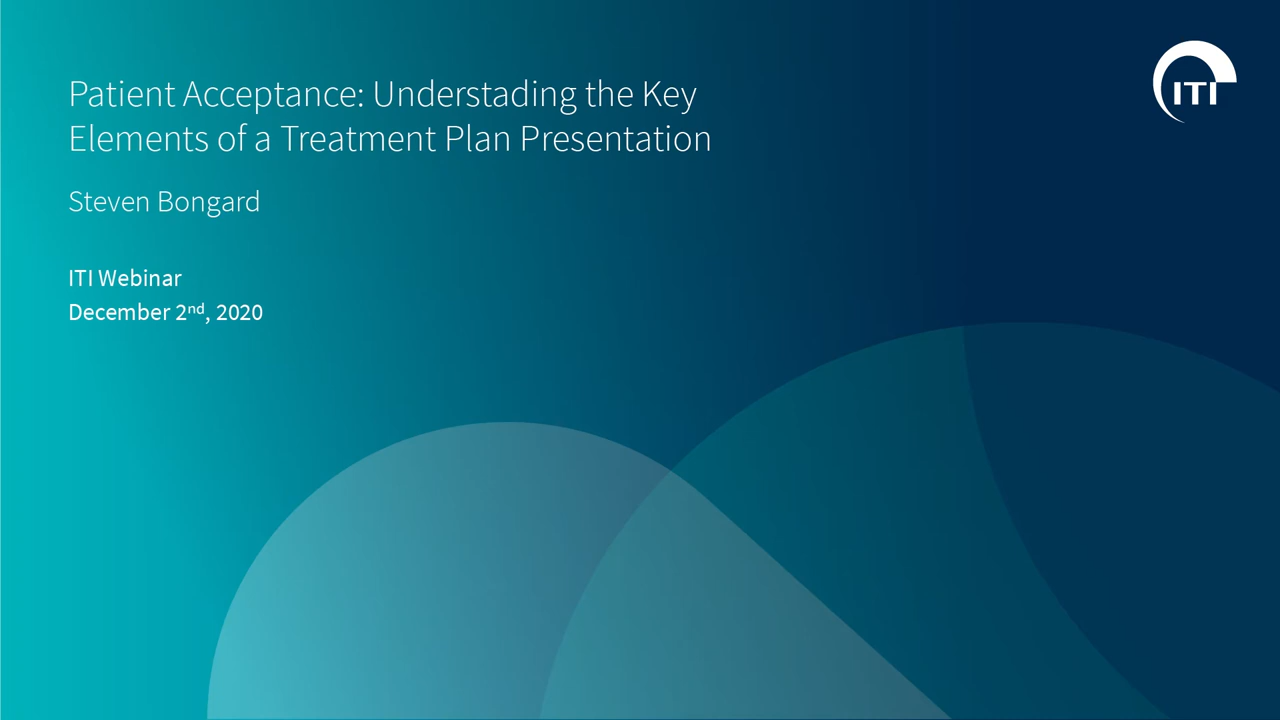 Patient Acceptance: Understading the Key
Elements of a Treatment Plan Presentation
Steven Bongard
ITI Webinar
December 2nd, 2020
ITI